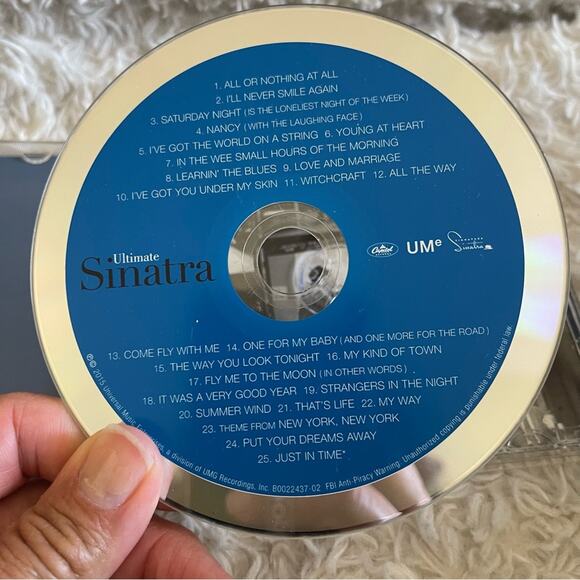 1. ALL OR NOTHING AT ALL
2. I'LL NEVER SMILE AGAIN
3. SATURDAY NIGHT (IS THE LONELIEST NIGHT OF THE WEEK)
4. NANCY (WITH THE LAUGHING FACE)
5. I'VE GOT THE WORLD ON A STRING 6. YOUNG AT HEART
7. IN THE WEE SMALL HOURS OF THE MORNING
8. LEARNIN' THE BLUES 9. LOVE AND MARRIAGE
10. I'VE GOT YOU UNDER MY SKIN 11. WITCHCRAFT 12. ALL THE WAY
Ultimate
Sinatra
Capitol
RECORDS
UMe
SIGNATURE
Sinatra
13. COME FLY WITH ME 14. ONE FOR MY BABY (AND ONE MORE FOR THE ROAD)
15. THE WAY YOU LOOK TONIGHT 16. MY KIND OF TOWN
17. FLY ME TO THE MOON (IN OTHER WORDS)
18. IT WAS A VERY GOOD YEAR 19. STRANGERS IN THE NIGHT
20. SUMMER WIND 21. THAT'S LIFE 22. MY WAY
23. THEME FROM NEW YORK, NEW YORK
24. PUT YOUR DREAMS AWAY
25. JUST IN TIME*
℗© 2015 Universal Music Enterprises, a division of UMG Recordings, Inc. B0022437-02 FBI Anti-Piracy Warning: Unauthorized copying is punishable under federal law.